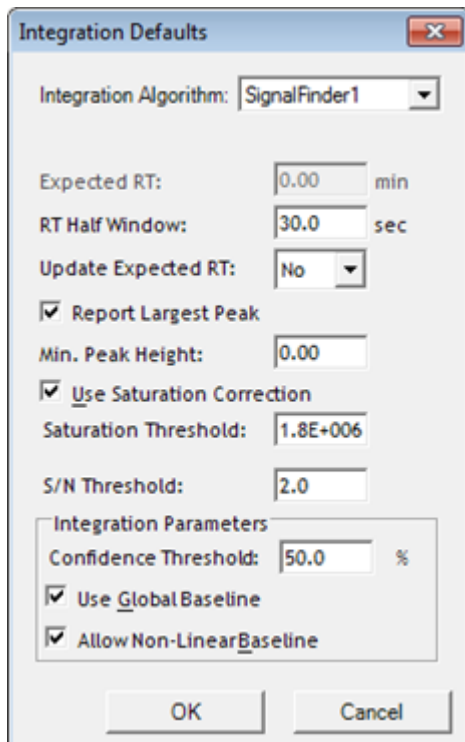 Integration Defaults
Integration Algorithm: SignalFinder1
Expected RT: 0.00 min
RT Half Window: 30.0 sec
Update Expected RT: No
Report Largest Peak
Min. Peak Height: 0.00
Use Saturation Correction
Saturation Threshold: 1.8E+006
S/N Threshold: 2.0
Integration Parameters
Confidence Threshold: 50.0 %
Use Global Baseline
Allow Non-Linear Baseline
OK Cancel